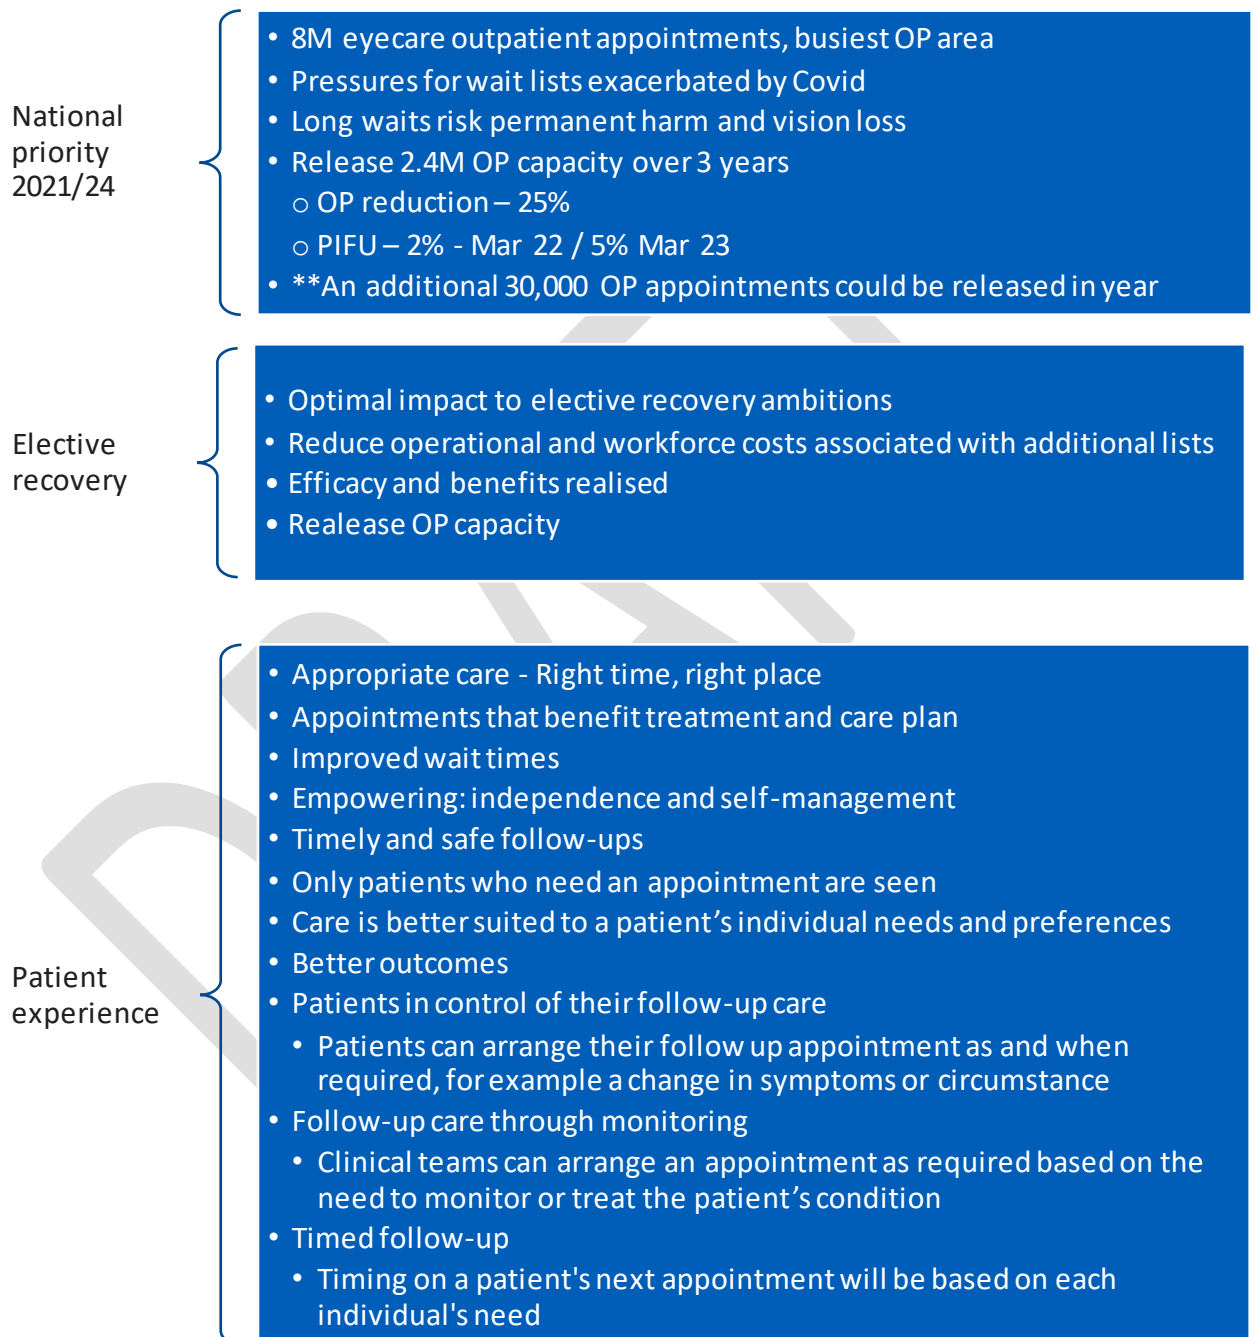 National
priority
2021/24
• 8M eyecare outpatient appointments, busiest OP area
• Pressures for wait lists exacerbated by Covid
• Long waits risk permanent harm and vision loss
• Release 2.4M OP capacity over 3 years
o OP reduction – 25%
o PIFU – 2% - Mar 22 / 5% Mar 23
• **An additional 30,000 OP appointments could be released in year
Elective
recovery
• Optimal impact to elective recovery ambitions
• Reduce operational and workforce costs associated with additional lists
• Efficacy and benefits realised
• Realease OP capacity
Patient
experience
• Appropriate care - Right time, right place
• Appointments that benefit treatment and care plan
• Improved wait times
• Empowering: independence and self-management
• Timely and safe follow-ups
• Only patients who need an appointment are seen
• Care is better suited to a patient’s individual needs and preferences
• Better outcomes
• Patients in control of their follow-up care
• Patients can arrange their follow up appointment as and when
required, for example a change in symptoms or circumstance
• Follow-up care through monitoring
• Clinical teams can arrange an appointment as required based on the
need to monitor or treat the patient’s condition
• Timed follow-up
• Timing on a patient's next appointment will be based on each
individual's need